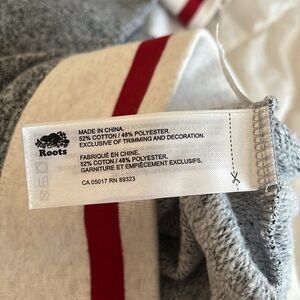 Roots
MADE IN CHINA.
52% COTTON / 48% POLYESTER.
EXCLUSIVE OF TRIMMING AND DECORATION.
FABRIQUÉ EN CHINE.
52% COTON / 48% POLYESTER.
GARNITURE ET EMPIÈCEMENT EXCLUSIFS.
CA 05017 RN 89323